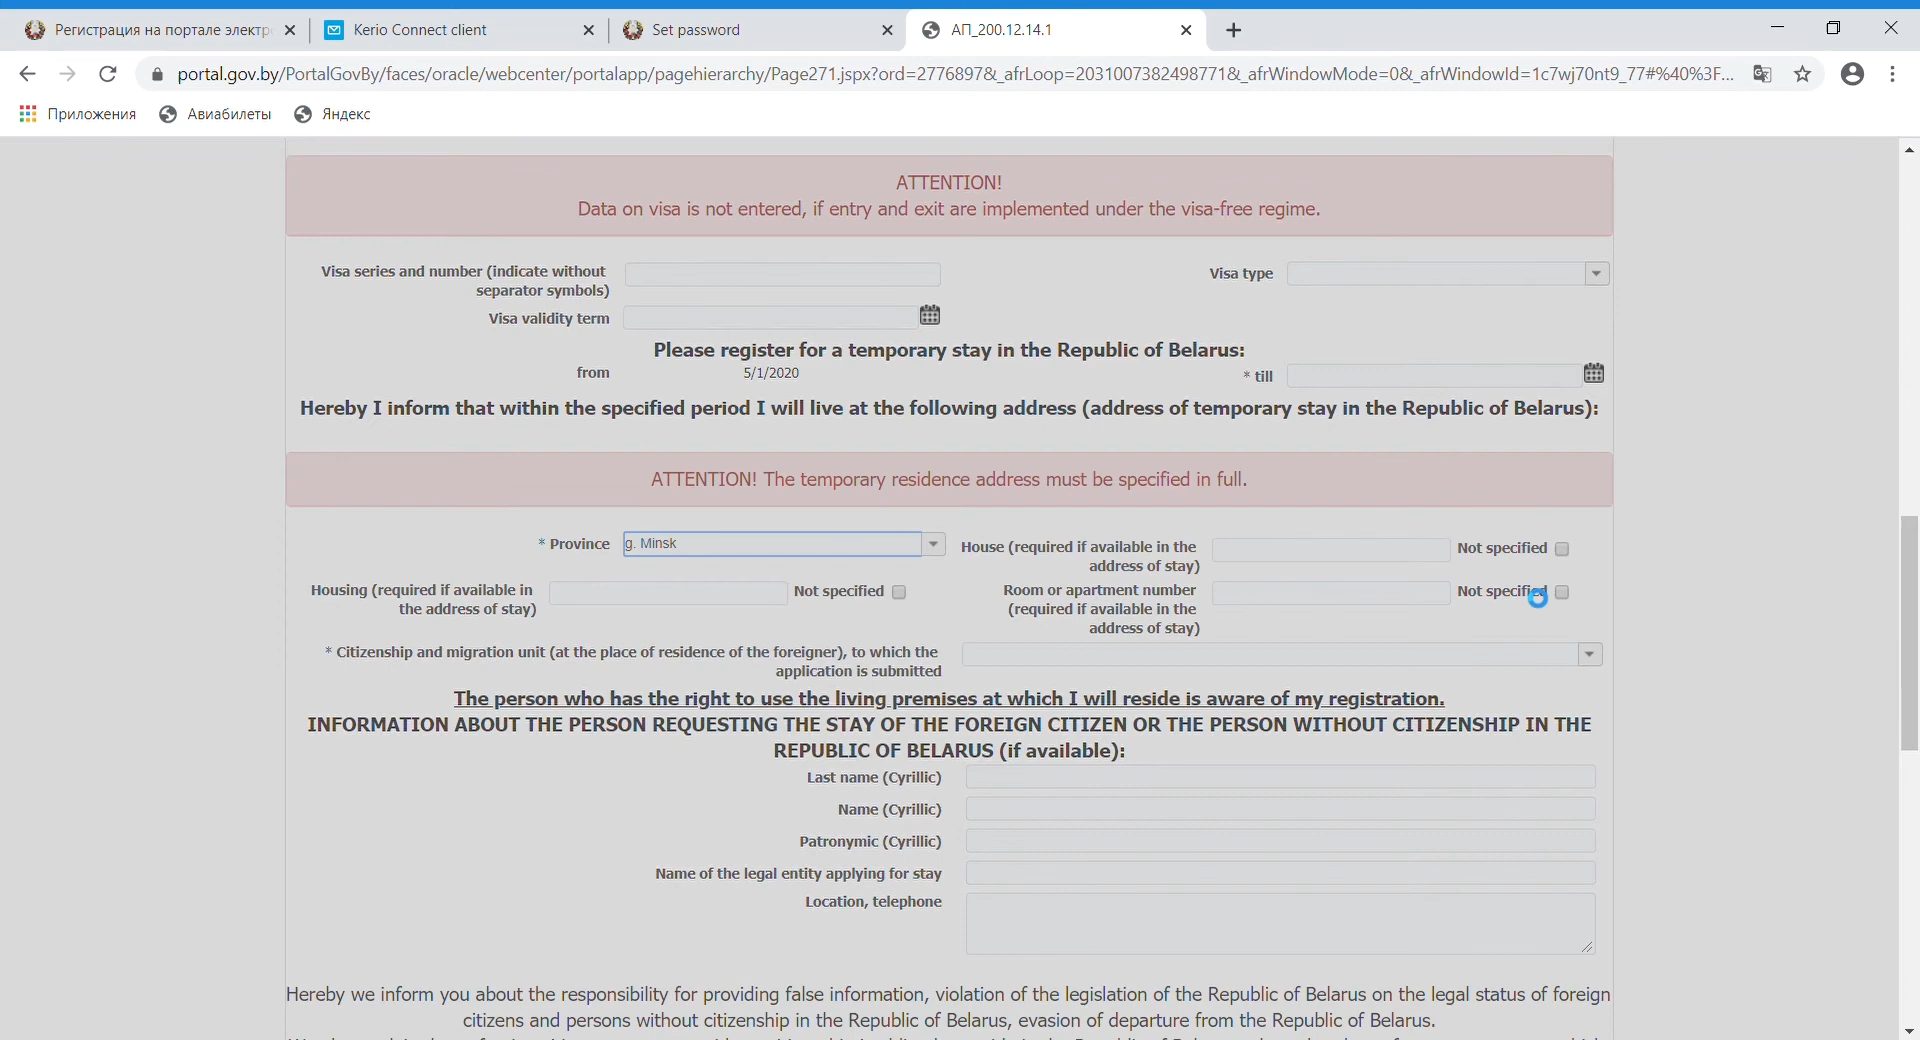 Регистрация на портале электр
Kerio Connect client
Set password
АП_200.12.14.1
portal.gov.by/PortalGovBy/faces/oracle/webcenter/portalapp/pagehierarchy/Page271.jspx?ord=2776897&_afrLoop=2031007382498771&_afrWindowMode=0&_afrWindowId=1c7wj70nt9_77#%40%3F...
Приложения
Авиабилеты
Яндекс
ATTENTION!
Data on visa is not entered, if entry and exit are implemented under the visa-free regime.
Visa series and number (indicate without
separator symbols)
Visa type
Visa validity term
Please register for a temporary stay in the Republic of Belarus:
from 5/1/2020 * till
Hereby I inform that within the specified period I will live at the following address (address of temporary stay in the Republic of Belarus):
ATTENTION! The temporary residence address must be specified in full.
* Province g. Minsk
House (required if available in the
address of stay)
Not specified
Housing (required if available in
the address of stay)
Not specified
Room or apartment number
(required if available in the
address of stay)
Not specified
* Citizenship and migration unit (at the place of residence of the foreigner), to which the
application is submitted
The person who has the right to use the living premises at which I will reside is aware of my registration.
INFORMATION ABOUT THE PERSON REQUESTING THE STAY OF THE FOREIGN CITIZEN OR THE PERSON WITHOUT CITIZENSHIP IN THE
REPUBLIC OF BELARUS (if available):
Last name (Cyrillic)
Name (Cyrillic)
Patronymic (Cyrillic)
Name of the legal entity applying for stay
Location, telephone
Hereby we inform you about the responsibility for providing false information, violation of the legislation of the Republic of Belarus on the legal status of foreign
citizens and persons without citizenship in the Republic of Belarus, evasion of departure from the Republic of Belarus.